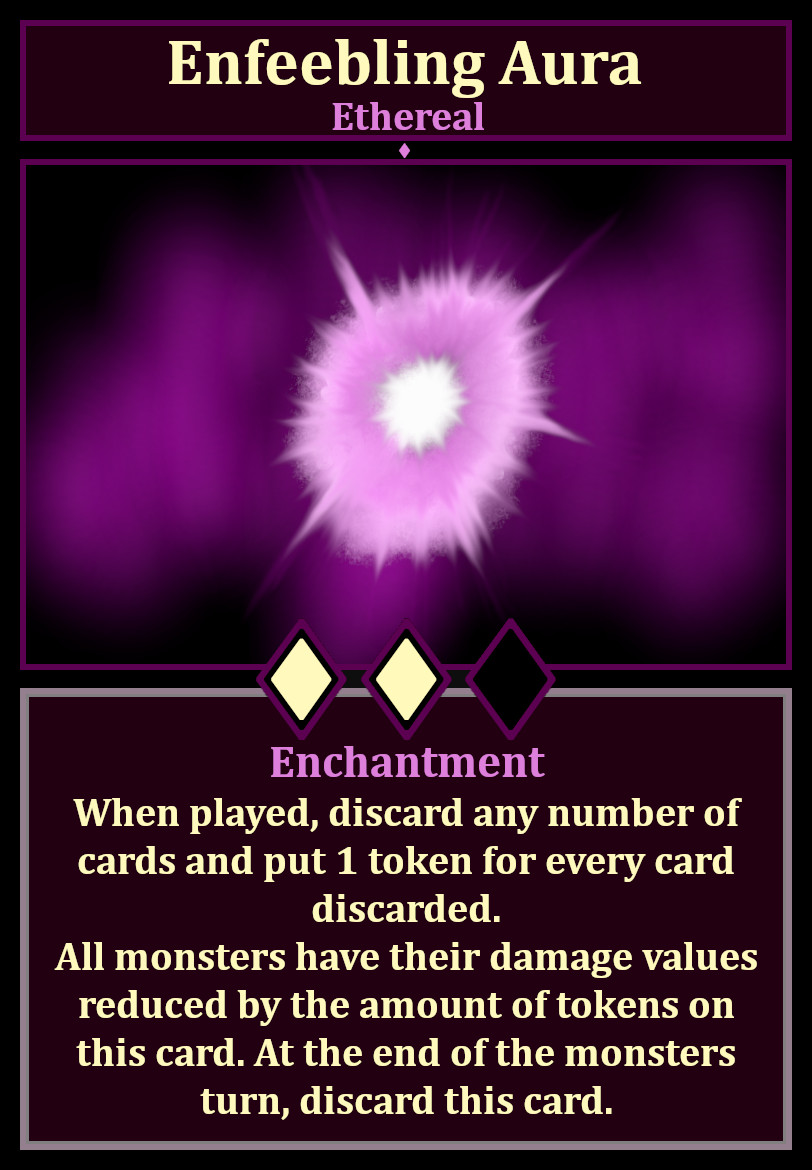 Enfeebling Aura
Ethereal
Enchantment
When played, discard any number of
cards and put 1 token for every card
discarded.
All monsters have their damage values
reduced by the amount of tokens on
this card. At the end of the monsters
turn, discard this card.